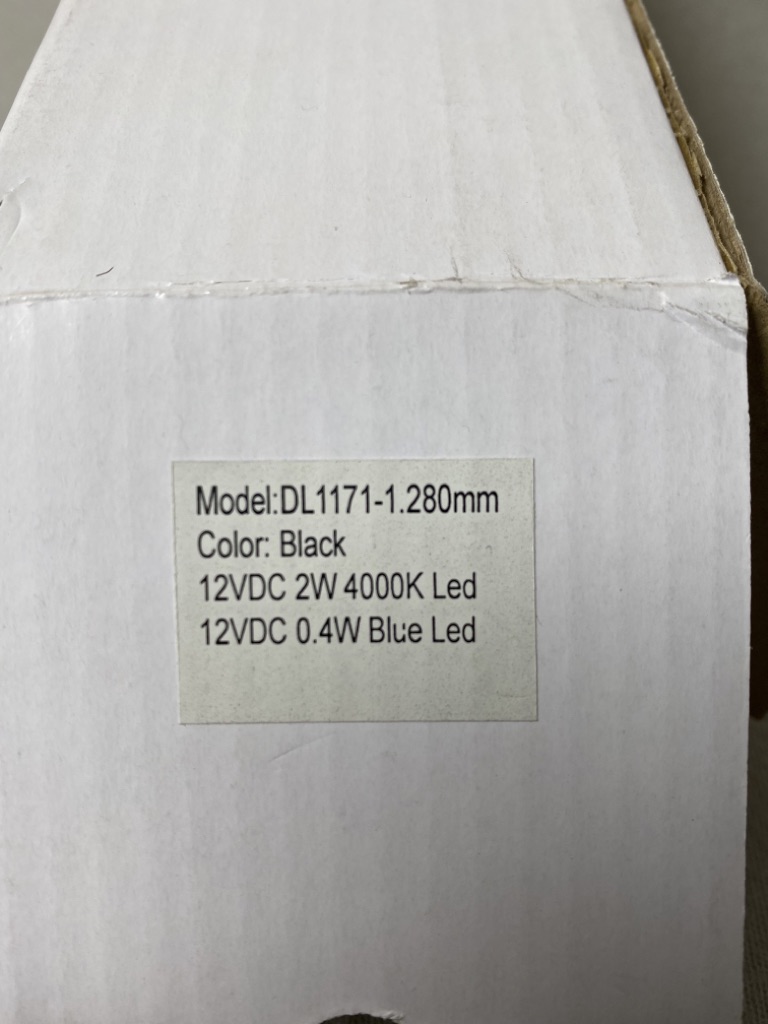 Model:DL1171-1.280mm
Color: Black
12VDC 2W 4000K Led
12VDC 0.4W Blue Led